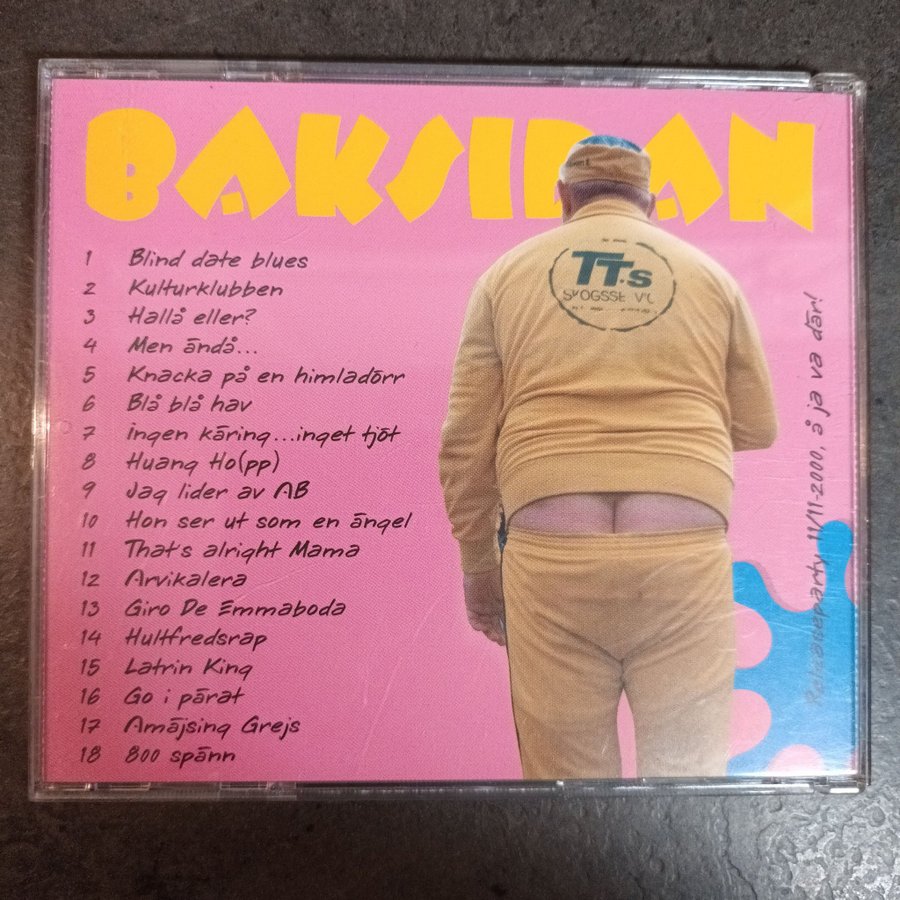 BAKSIDAN
1 Blind date blues
2 Kulturklubben
3 Hallå eller?
4 Men ändå...
5 Knacka på en himladörr
6 Blå blå hav
7 ingen käring...inget tjöt
8 Huang Ho(pp)
9 Jag lider av AB
10 Hon ser ut som en ängel
11 That's alright Mama
12 Arvikalera
13 Giro De Emmaboda
14 Hultfredsrap
15 Latrin King
16 Go i pärat
17 Amäjsing Grejs
18 800 spänn
TT.s
Releaseparty 11/11-2000, å ja va där!